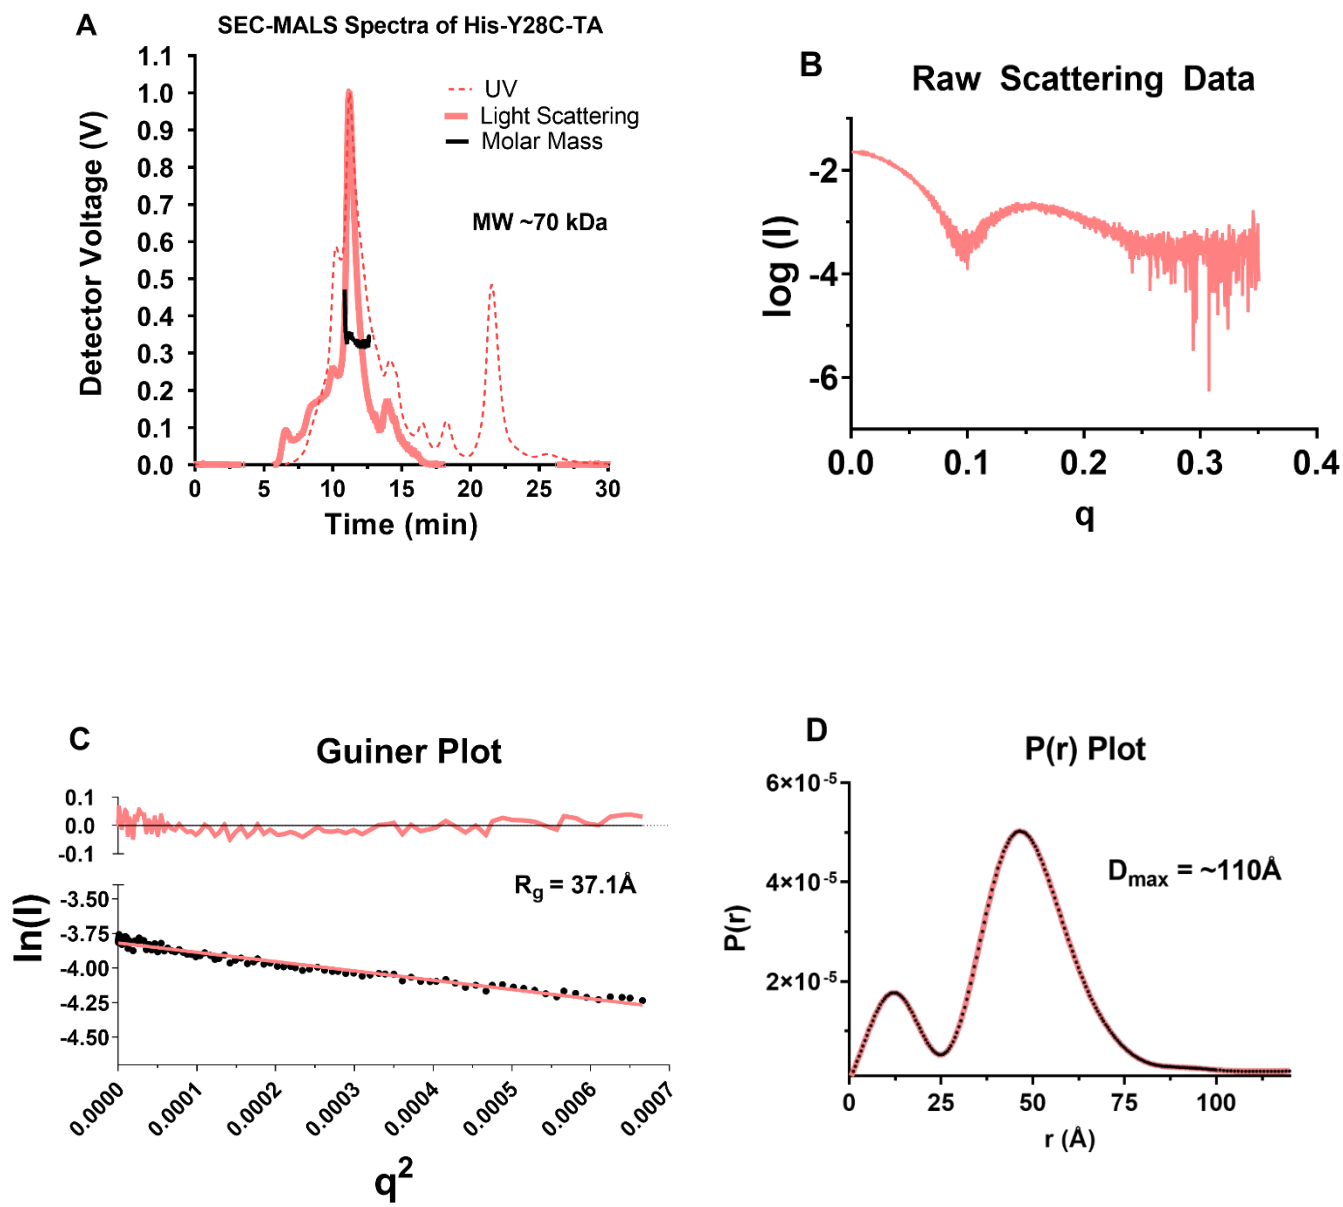 A
SEC-MALS Spectra of His-Y28C-TA
1.1
1.0
0.9
0.8
0.7
0.6
0.5
0.4
0.3
0.2
0.1
0.0
Detector Voltage (V)
UV
Light Scattering
Molar Mass
MW ~70 kDa
0 5 10 15 20 25 30
Time (min)
B
Raw Scattering Data
-2
-4
-6
log (I)
0.0 0.1 0.2 0.3 0.4
q
C
Guiner Plot
0.1
0.0
-0.1
Rg = 37.1Å
-3.50
-3.75
-4.00
-4.25
-4.50
ln(I)
0.0000 0.0001 0.0002 0.0003 0.0004 0.0005 0.0006 0.0007
q²
D
P(r) Plot
6×10⁻⁵
4×10⁻⁵
2×10⁻⁵
P(r)
Dmax = ~110Å
0 25 50 75 100
r (Å)